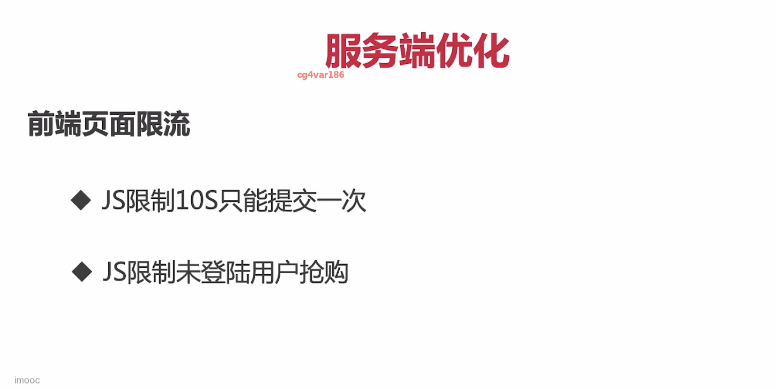 服务端优化
cg4var186
前端页面限流
◆ JS限制10S只能提交一次
◆ JS限制未登陆用户抢购
imooc